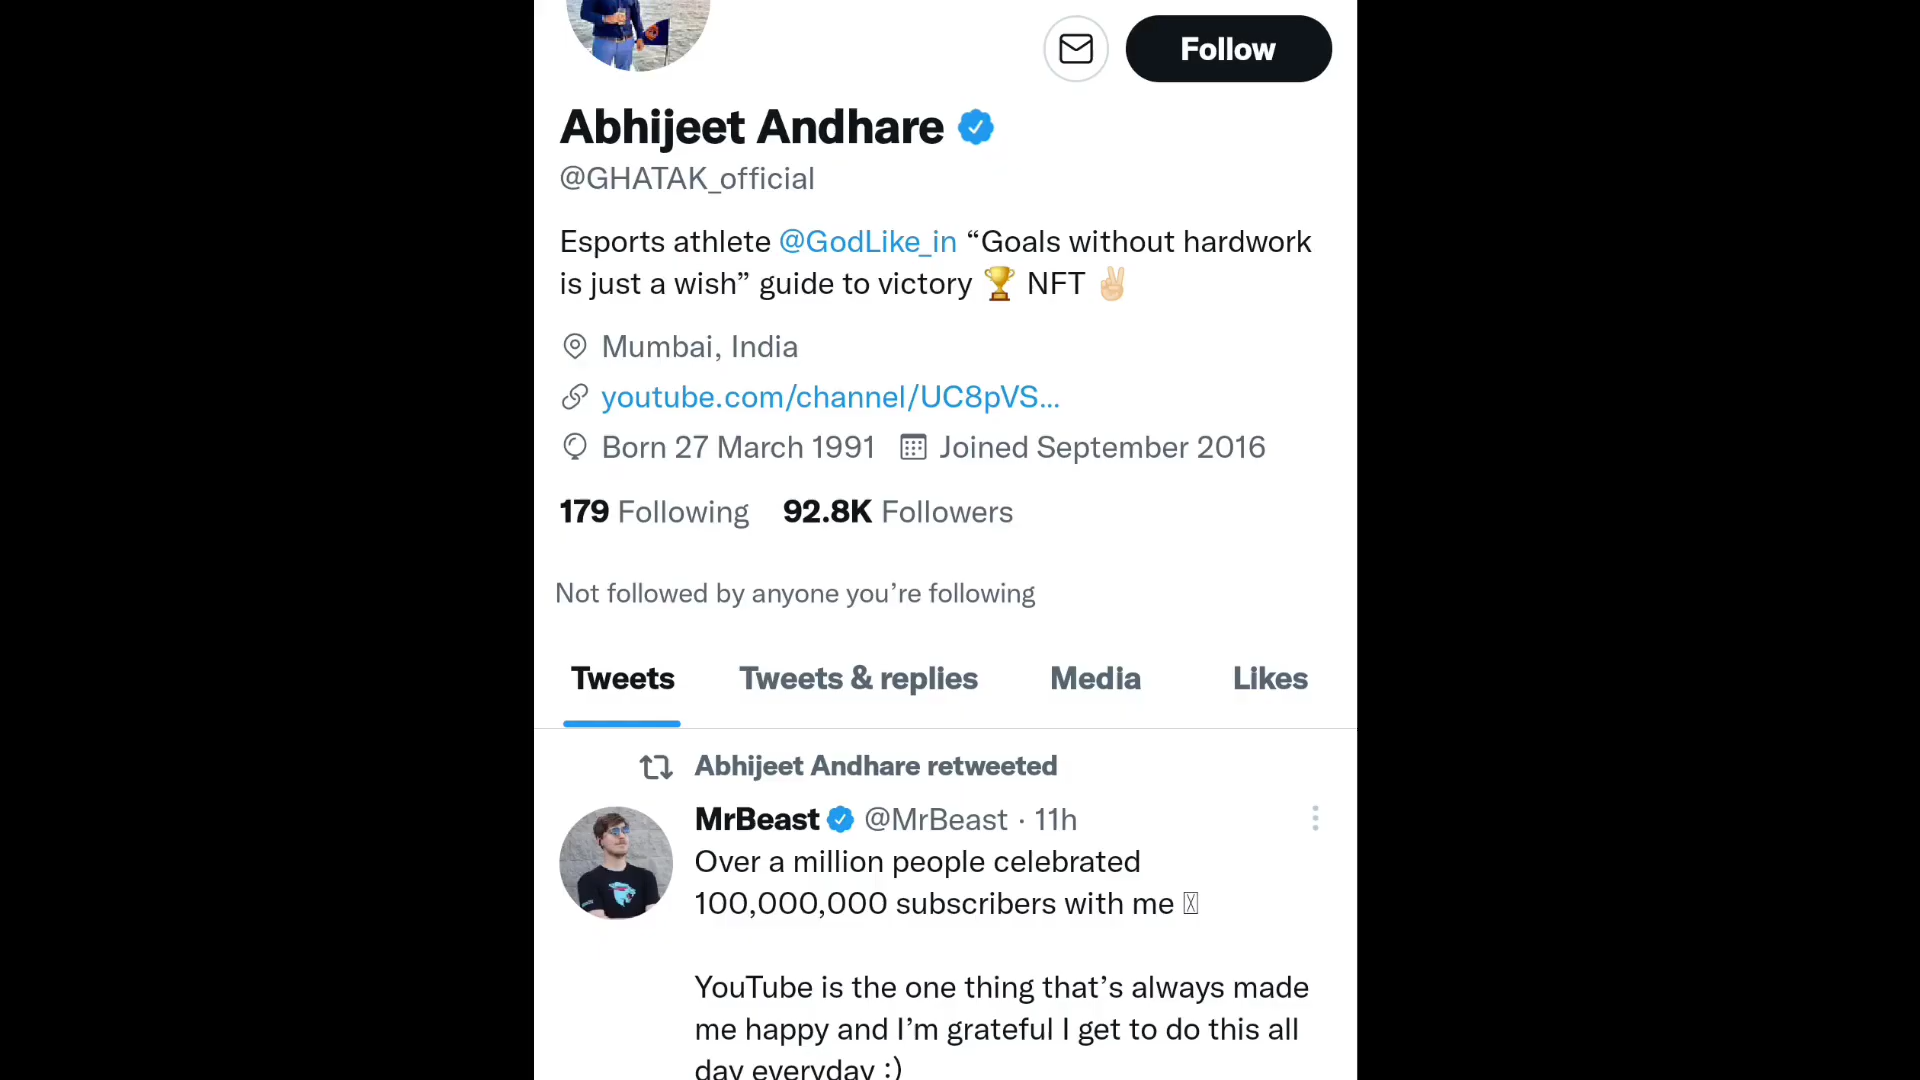 Follow
Abhijeet Andhare
@GHATAK_official
Esports athlete @GodLike_in “Goals without hardwork
is just a wish” guide to victory 🏆 NFT ✌🏻
Mumbai, India
youtube.com/channel/UC8pVS...
Born 27 March 1991 Joined September 2016
179 Following 92.8K Followers
Not followed by anyone you’re following
Tweets Tweets & replies Media Likes
Abhijeet Andhare retweeted
MrBeast @MrBeast · 11h
Over a million people celebrated
100,000,000 subscribers with me
YouTube is the one thing that’s always made
me happy and I’m grateful I get to do this all
day everyday :)